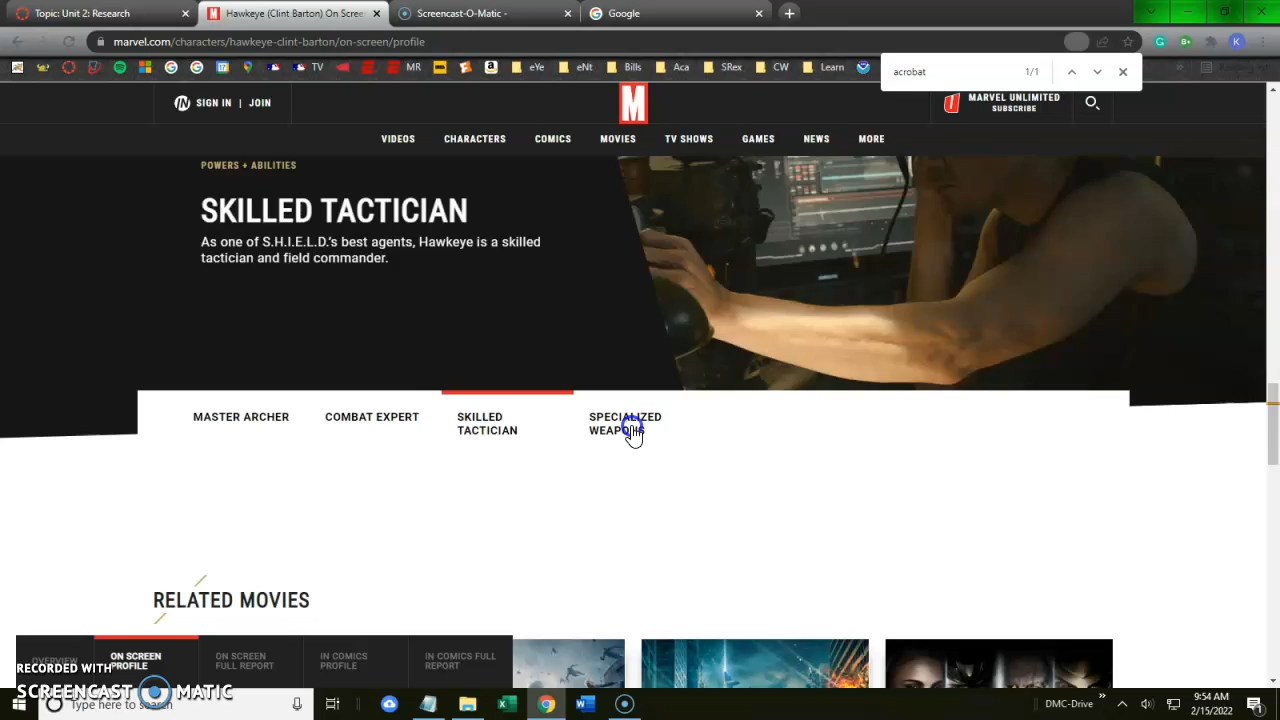 Topic: Unit 2: Research
Hawkeye (Clint Barton) On Scree
Screencast-O-Matic -
Google
marvel.com/characters/hawkeye-clint-barton/on-screen/profile
TV
MR
eYe
eNt
Bills
Aca
SRex
CW
Learn
acrobat
1/1
SIGN IN | JOIN
MARVEL UNLIMITED
SUBSCRIBE
VIDEOS
CHARACTERS
COMICS
MOVIES
TV SHOWS
GAMES
NEWS
MORE
POWERS + ABILITIES
SKILLED TACTICIAN
As one of S.H.I.E.L.D.'s best agents, Hawkeye is a skilled
tactician and field commander.
MASTER ARCHER
COMBAT EXPERT
SKILLED
TACTICIAN
SPECIALIZED
WEAPONS
RELATED MOVIES
OVERVIEW
ON SCREEN
PROFILE
ON SCREEN
FULL REPORT
IN COMICS
PROFILE
IN COMICS FULL
REPORT
RECORDED WITH
SCREENCAST MATIC
Type here to search
DMC-Drive
9:54 AM
2/15/2022